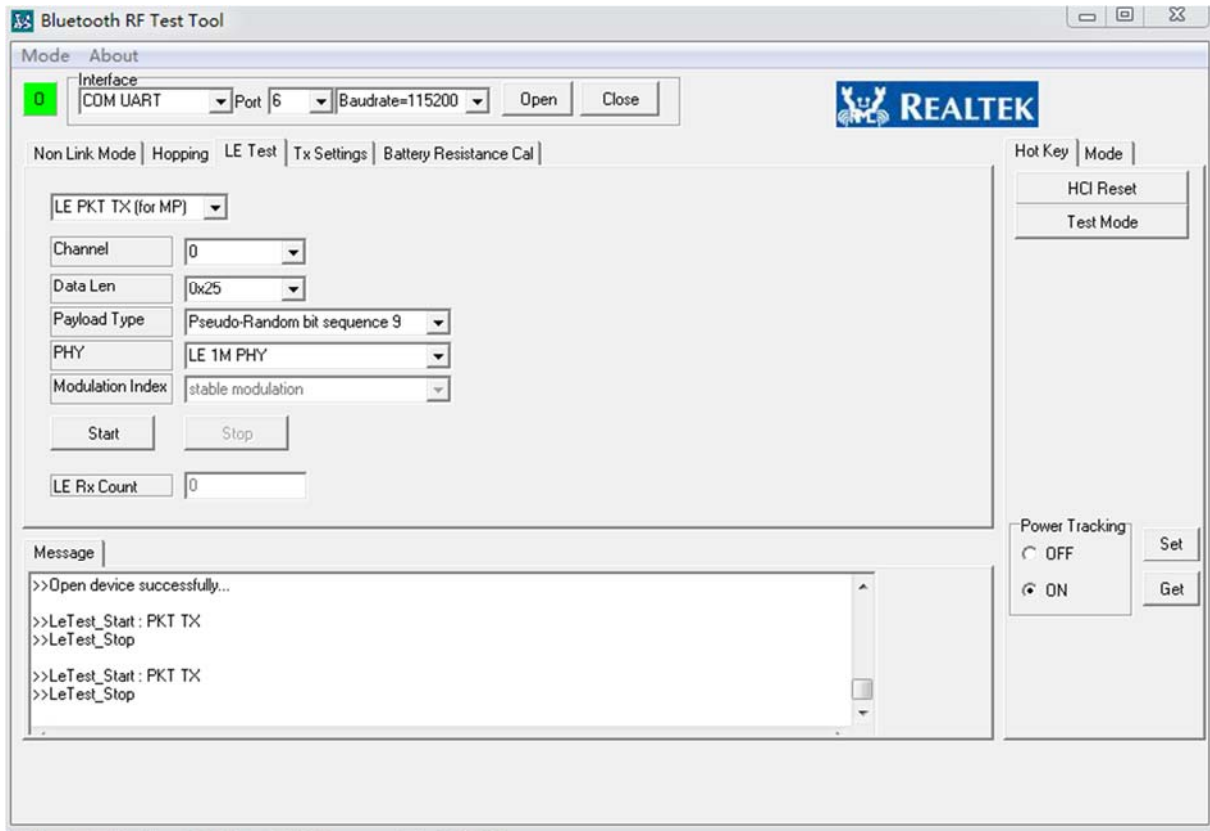 Bluetooth RF Test Tool
Mode About
0
Interface
COM UART Port 6 Baudrate=115200 Open Close
REALTEK
Non Link Mode Hopping LE Test Tx Settings Battery Resistance Cal
Hot Key Mode
LE PKT TX (for MP)
HCI Reset
Test Mode
Channel 0
Data Len 0x25
Payload Type Pseudo-Random bit sequence 9
PHY LE 1M PHY
Modulation Index stable modulation
Start Stop
LE Rx Count 0
Power Tracking
OFF Set
ON Get
Message
>>Open device successfully...
>>LeTest_Start : PKT TX
>>LeTest_Stop
>>LeTest_Start : PKT TX
>>LeTest_Stop